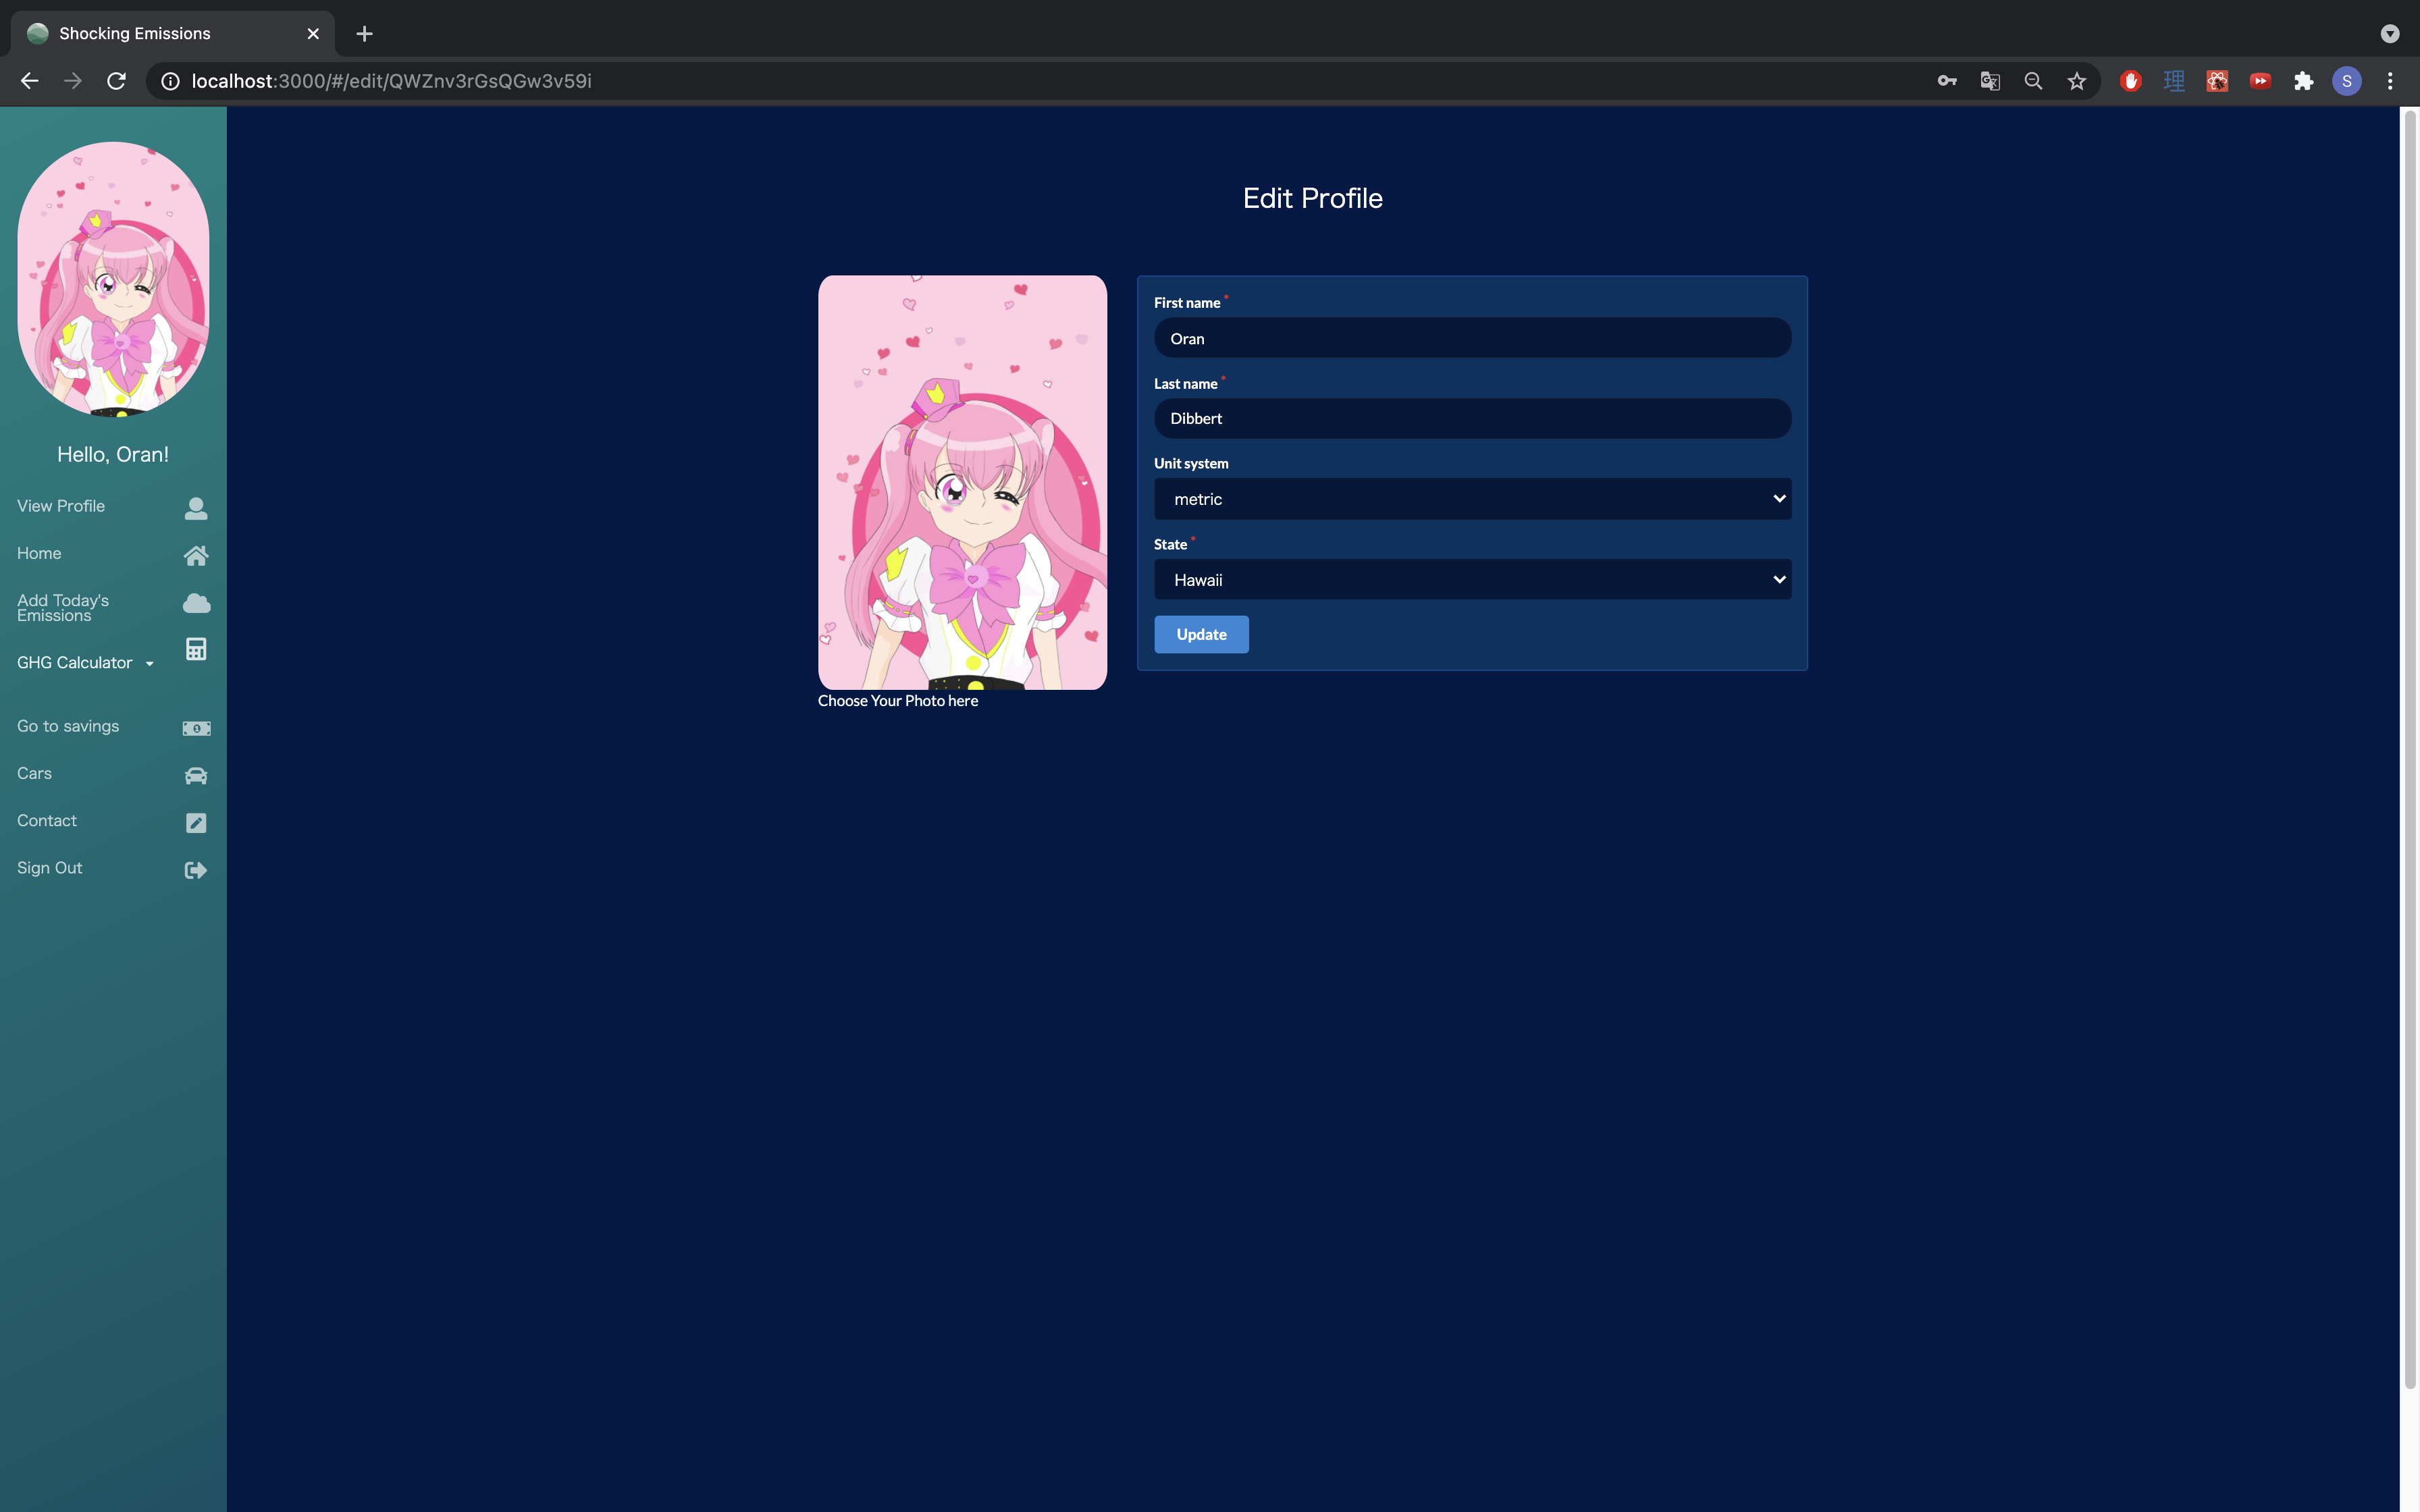 Shocking Emissions
localhost:3000/#/edit/QWZnv3rGsQGw3v59i
S
Hello, Oran!
View Profile
Home
Add Today's
Emissions
GHG Calculator
Go to savings
Cars
Contact
Sign Out
Edit Profile
Choose Your Photo here
First name *
Oran
Last name *
Dibbert
Unit system
metric
State *
Hawaii
Update